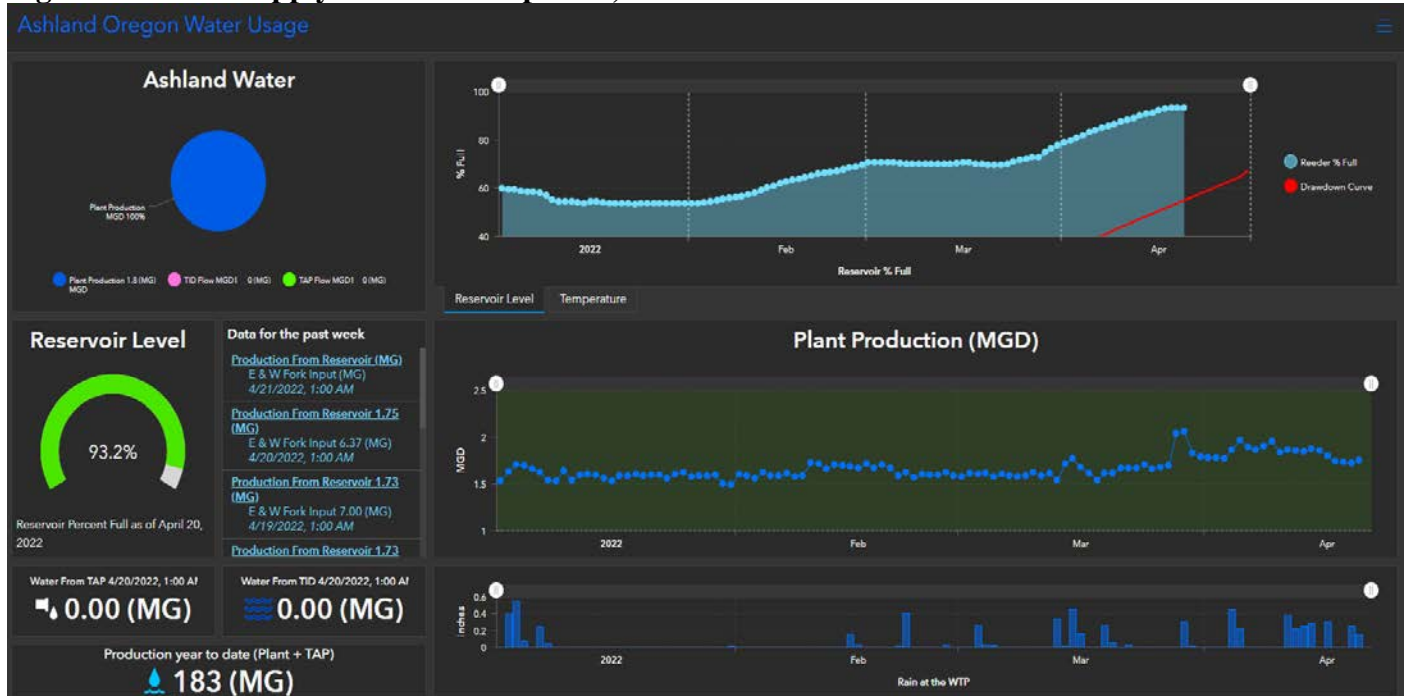 Ashland Oregon Water Usage
Ashland Water
Plant Production
MGD 100%
Plant Production 1.8 (MG)
MGD
TID Flow MGD1 0 (MG)
TAP Flow MGD1 0 (MG)
100
80
60
40
% Full
2022
Feb
Mar
Apr
Reservoir % Full
Reeder % Full
Drawdown Curve
Reservoir Level
Temperature
Reservoir Level
93.2%
Reservoir Percent Full as of April 20,
2022
Data for the past week
Production From Reservoir (MG)
E & W Fork Input (MG)
4/21/2022, 1:00 AM
Production From Reservoir 1.75
(MG)
E & W Fork Input 6.37 (MG)
4/20/2022, 1:00 AM
Production From Reservoir 1.73
(MG)
E & W Fork Input 7.00 (MG)
4/19/2022, 1:00 AM
Production From Reservoir 1.73
Plant Production (MGD)
2.5
2
1.5
1
MGD
2022
Feb
Mar
Apr
Water From TAP 4/20/2022, 1:00 AM
0.00 (MG)
Water From TID 4/20/2022, 1:00 AM
0.00 (MG)
Production year to date (Plant + TAP)
183 (MG)
0.6
0.4
0.2
0
Inches
2022
Feb
Mar
Apr
Rain at the WTP